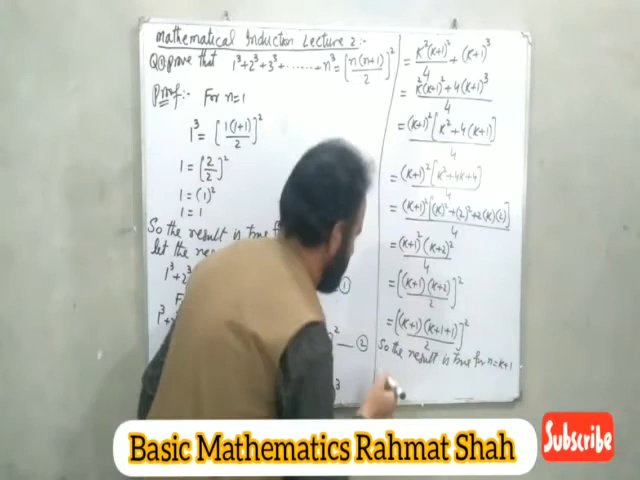 Mathematical Induction Lecture 2:-
Q prove that 1³+2³+3³+.......+n³ = [n(n+1)/2]²
Proof:- For n=1
1³ = [1(1+1)/2]²
1 = [2/2]²
1 = (1)²
1 = 1
So the result is true
let the
1³+2³
1
1³+
² — 2
3
= K²(K+1)²/4 + (K+1)³
= K²(K+1)²+4(K+1)³/4
= (K+1)²[K²+4(K+1)]/4
= (K+1)²[K²+4K+4]/4
= (K+1)²[(K)²+(2)²+2(K)(2)]/4
= (K+1)²(K+2)²/4
= [(K+1)(K+2)/2]²
= [(K+1)(K+1+1)/2]²
So the result is true for n=K+1
Basic Mathematics Rahmat Shah
Subscribe